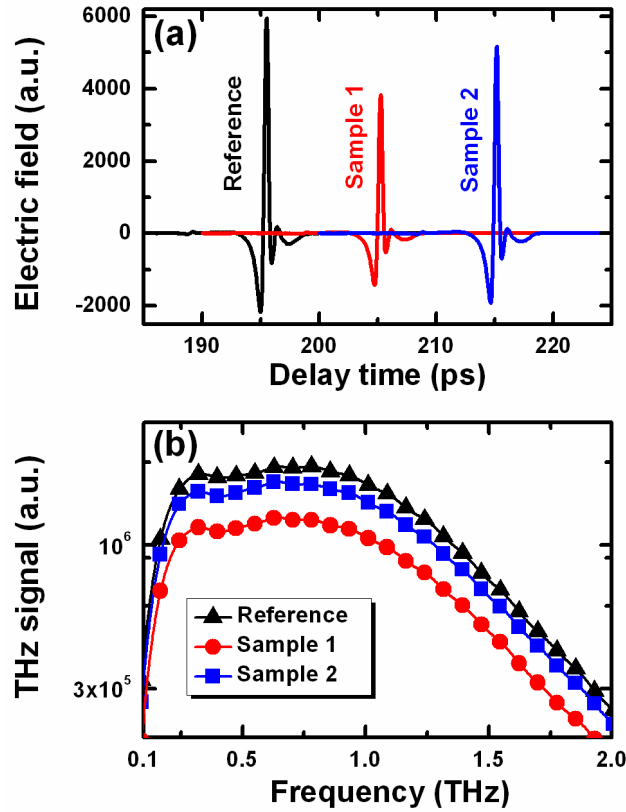 (a)
6000
4000
2000
0
-2000
Electric field (a.u.)
Reference
Sample 1
Sample 2
190
200
210
220
Delay time (ps)
(b)
10⁶
3x10⁵
THz signal (a.u.)
Reference
Sample 1
Sample 2
0.1
0.5
1.0
1.5
2.0
Frequency (THz)